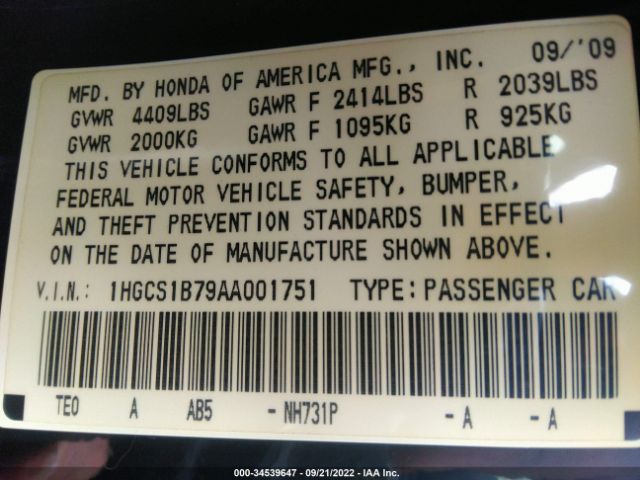 MFD. BY HONDA OF AMERICA MFG., INC. 09/'09
GVWR 4409LBS GAWR F 2414LBS R 2039LBS
GVWR 2000KG GAWR F 1095KG R 925KG
THIS VEHICLE CONFORMS TO ALL APPLICABLE
FEDERAL MOTOR VEHICLE SAFETY, BUMPER,
AND THEFT PREVENTION STANDARDS IN EFFECT
ON THE DATE OF MANUFACTURE SHOWN ABOVE.
V.I.N.: 1HGCS1B79AA001751 TYPE: PASSENGER CAR
TE0 A AB5 - NH731P - A - A
000-34539647 - 09/21/2022 - IAA Inc.